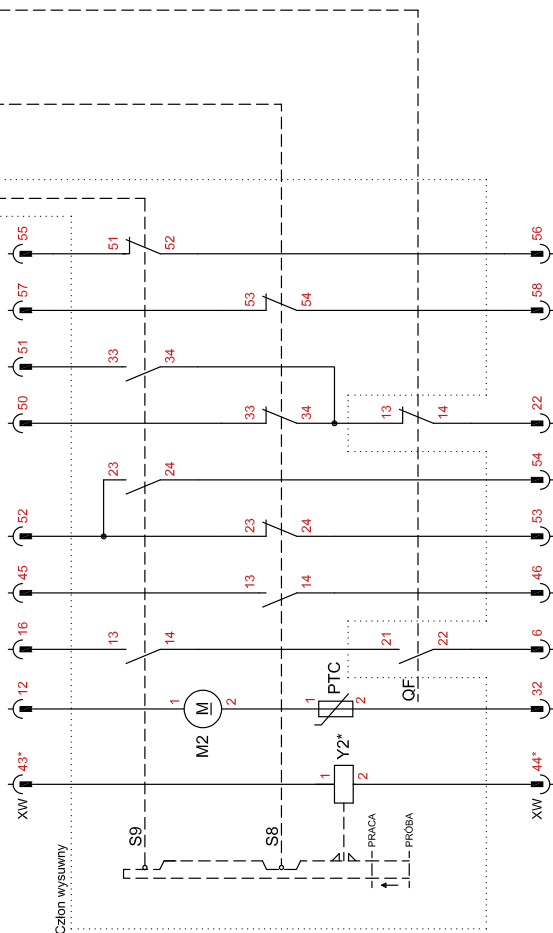 XW 43* 12 16 45 52 50 51 57 55
Człon wysuwny
S9 13 14 23 24 33 34 51 52
S8 13 14 23 24 33 34 53 54
M2 1 M 2
Y2* 1 2
PTC 1 2
QF 21 22 13 14
PRACA
PRÓBA
XW 44* 32 6 46 53 54 22 58 56